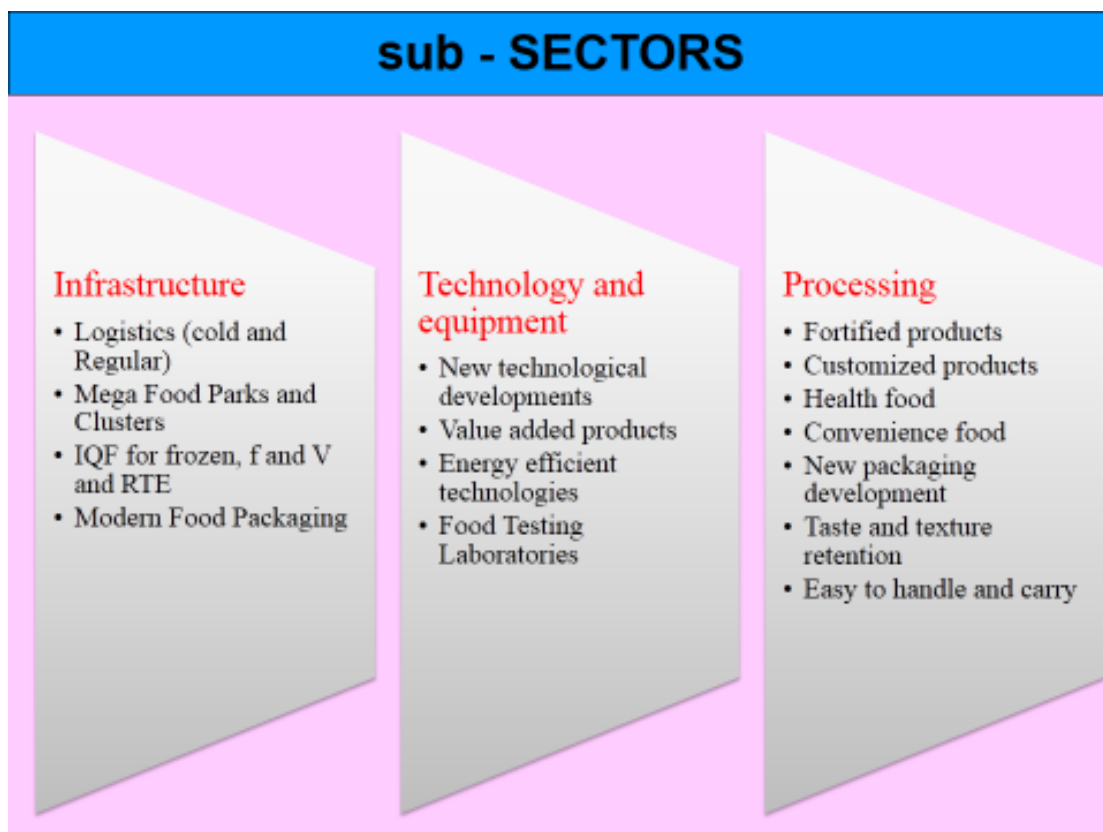 sub - SECTORS
Infrastructure
• Logistics (cold and
Regular)
• Mega Food Parks and
Clusters
• IQF for frozen, f and V
and RTE
• Modern Food Packaging
Technology and
equipment
• New technological
developments
• Value added products
• Energy efficient
technologies
• Food Testing
Laboratories
Processing
• Fortified products
• Customized products
• Health food
• Convenience food
• New packaging
development
• Taste and texture
retention
• Easy to handle and carry